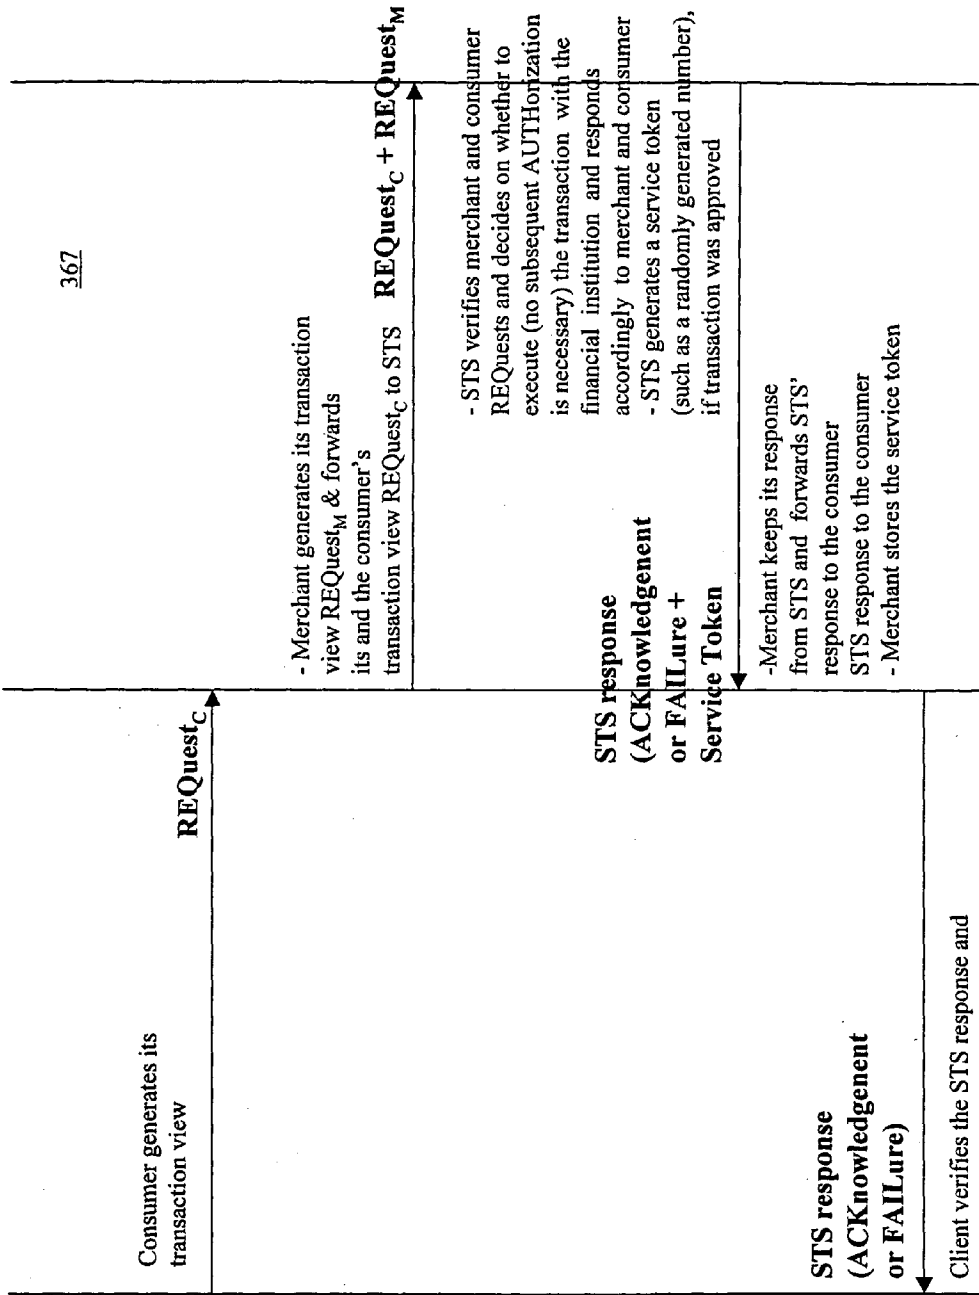 367
Consumer generates its
transaction view
REQuest_C
- Merchant generates its transaction
view REQuest_M & forwards
its and the consumer's
transaction view REQuest_C to STS
REQuest_C + REQuest_M
- STS verifies merchant and consumer
REQuests and decides on whether to
execute (no subsequent AUTHorization
is necessary) the transaction with the
financial institution and responds
accordingly to merchant and consumer
- STS generates a service token
(such as a randomly generated number),
if transaction was approved
STS response
(ACKnowledgenent
or FAILure +
Service Token
-Merchant keeps its response
from STS and forwards STS'
response to the consumer
STS response to the consumer
- Merchant stores the service token
STS response
(ACKnowledgenent
or FAILure)
Client verifies the STS response and